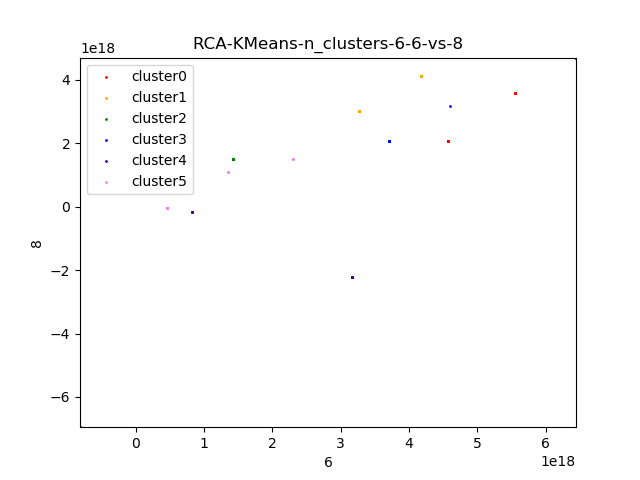 RCA-KMeans-n_clusters-6-6-vs-8
1e18
4
2
0
−2
−4
−6
8
cluster0
cluster1
cluster2
cluster3
cluster4
cluster5
0 1 2 3 4 5 6
6
1e18